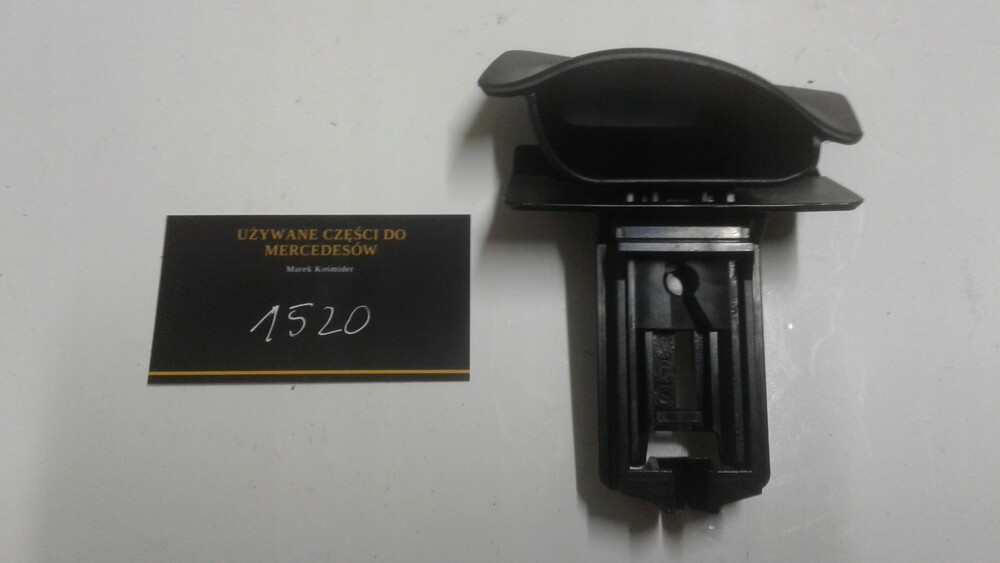 UŻYWANE CZĘŚCI DO
MERCEDESÓW
Marek Kośmider
1520